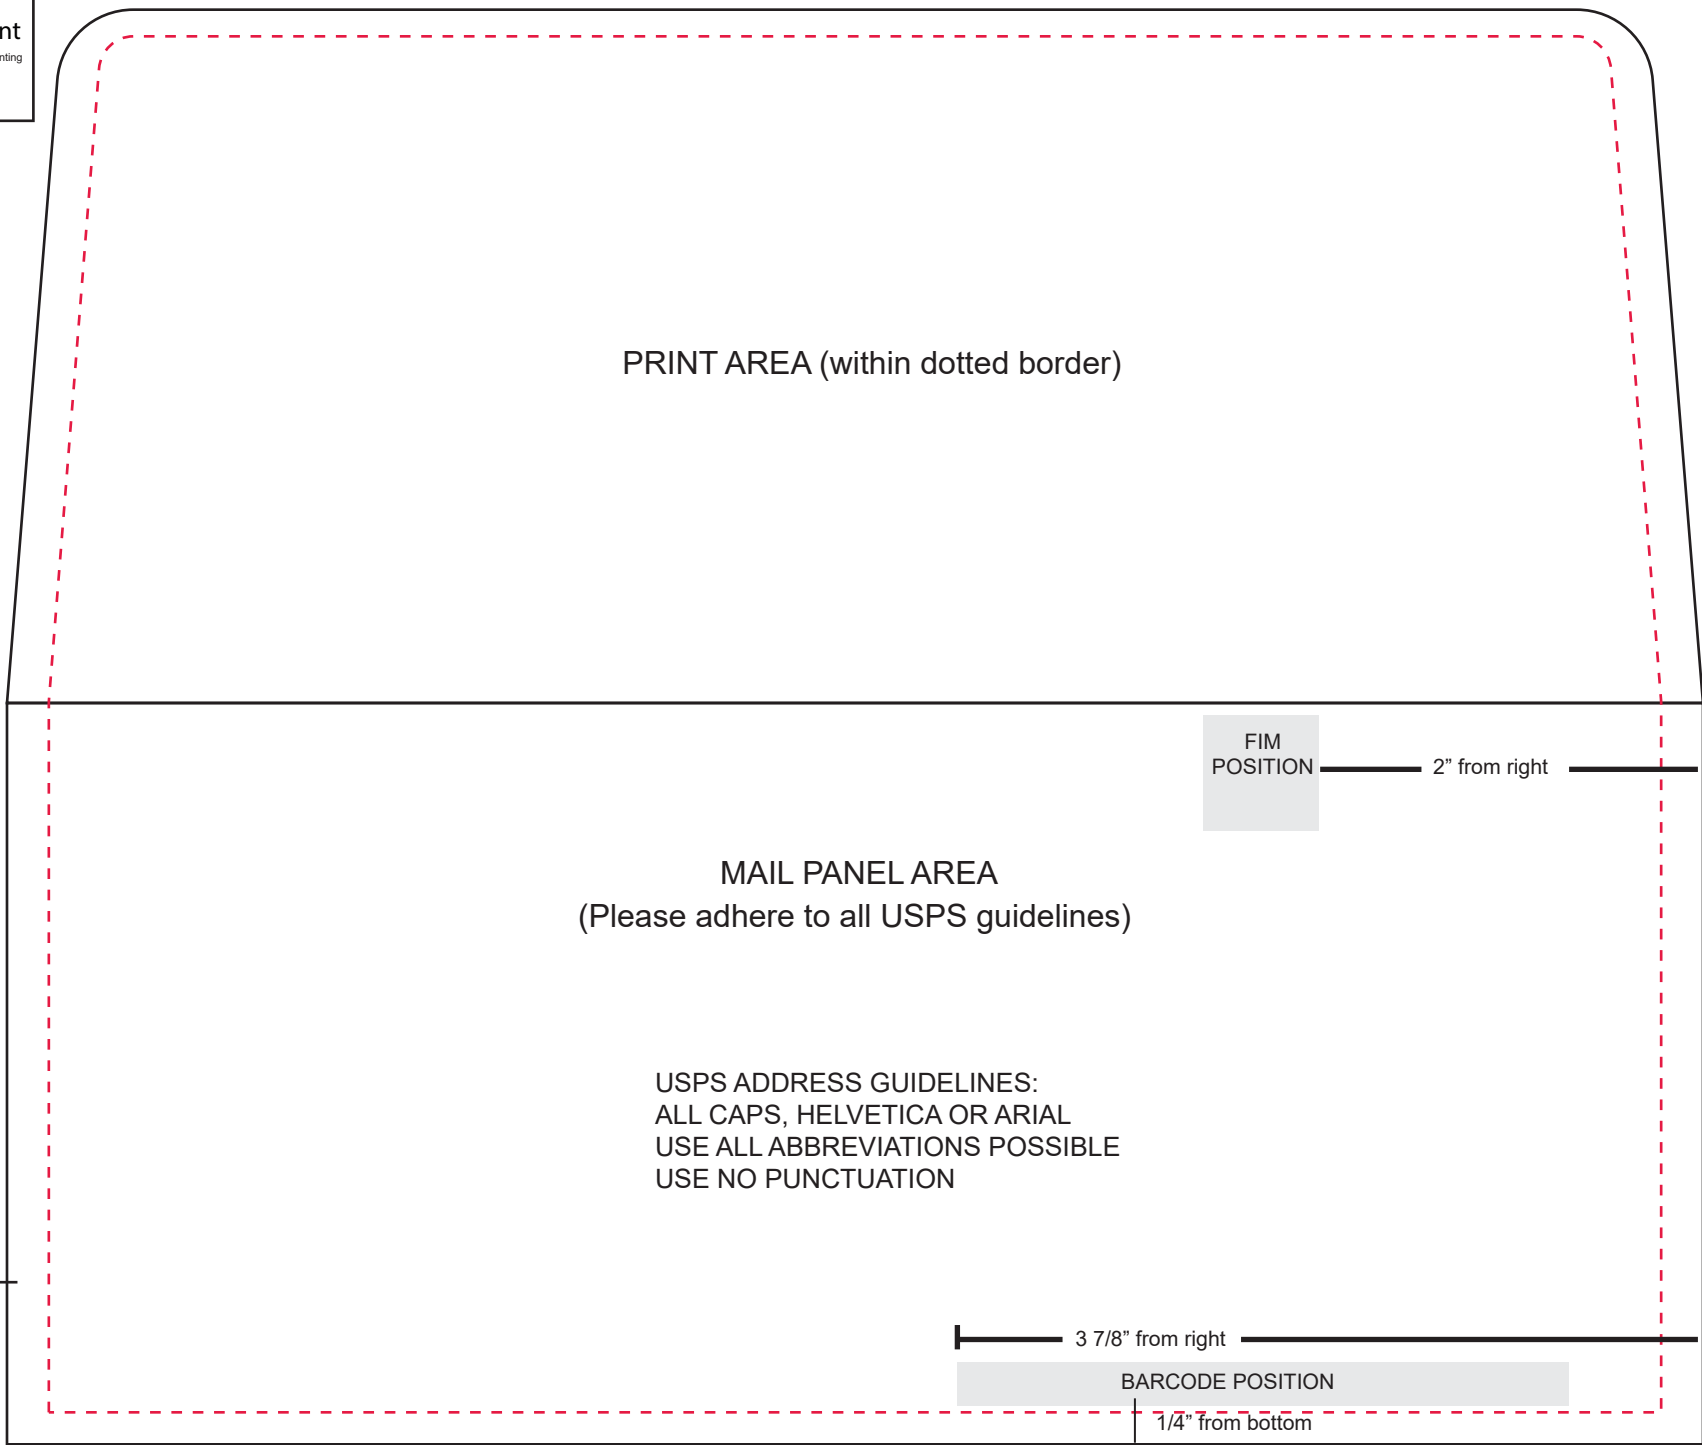 PRINT AREA (within dotted border)
FIM
POSITION
2” from right
MAIL PANEL AREA
(Please adhere to all USPS guidelines)
USPS ADDRESS GUIDELINES:
ALL CAPS, HELVETICA OR ARIAL
USE ALL ABBREVIATIONS POSSIBLE
USE NO PUNCTUATION
3 7/8” from right
BARCODE POSITION
1/4” from bottom